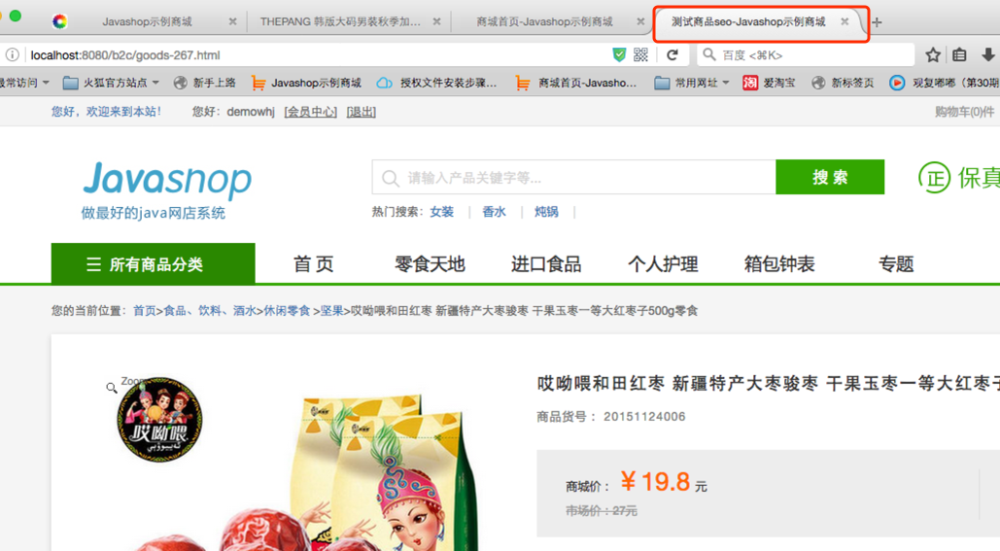 Javashop示例商城
THEPANG 韩版大码男装秋季加...
商城首页-Javashop示例商城
测试商品seo-Javashop示例商城
localhost:8080/b2c/goods-267.html
百度 <⌘K>
最常访问
火狐官方站点
新手上路
Javashop示例商城
授权文件安装步骤...
商城首页-Javasho...
常用网址
淘 爱淘宝
新标签页
观复嘟嘟（第30期
您好，欢迎来到本站！
您好：demowhj [会员中心] [退出]
购物车(0)件
Javasnop
做最好的java网店系统
请输入产品关键字等...
搜 索
正 保真
热门搜索：女装 | 香水 | 炖锅 |
所有商品分类
首 页
零食天地
进口食品
个人护理
箱包钟表
专题
您的当前位置：首页>食品、饮料、酒水>休闲零食 >坚果>哎呦喂和田红枣 新疆特产大枣骏枣 干果玉枣一等大红枣子500g零食
Zoom
哎呦喂
哎呦喂和田红枣 新疆特产大枣骏枣 干果玉枣一等大红枣子
商品货号：20151124006
商城价：¥19.8 元
市场价：27元